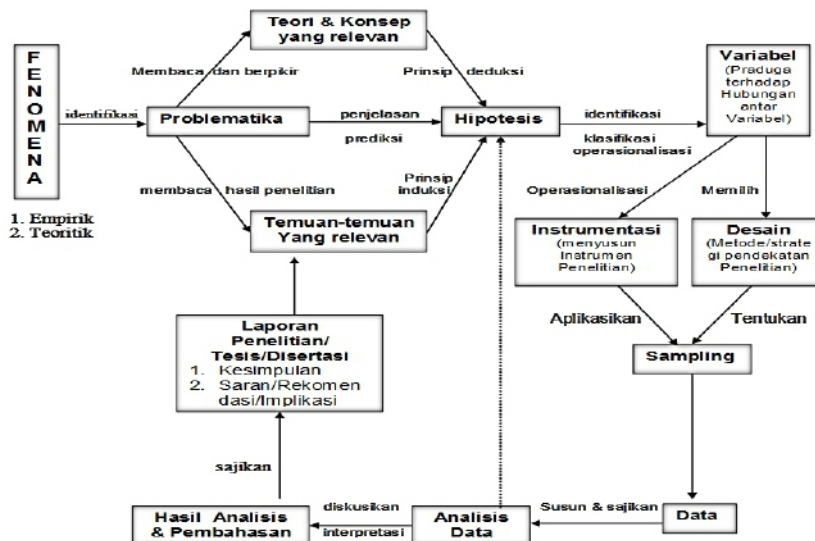 FENOMENA
1. Empirik
2. Teoritik
identifikasi
Problematika
Membaca dan berpikir
Teori & Konsep
yang relevan
Prinsip deduksi
penjelasan
prediksi
Hipotesis
membaca hasil penelitian
Temuan-temuan
Yang relevan
Prinsip
induksi
identifikasi
klasifikasi
operasionalisasi
Variabel
(Praduga
terhadap
Hubungan
antar
Variabel)
Operasionalisasi
Memilih
Instrumentasi
(menyusun
Instrumen
Penelitian)
Desain
(Metode/strate
gi pendekatan
Penelitian)
Aplikasikan
Tentukan
Sampling
Data
Susun & sajikan
Analisis
Data
diskusikan
interpretasi
Hasil Analisis
& Pembahasan
sajikan
Laporan
Penelitian/
Tesis/Disertasi
1. Kesimpulan
2. Saran/Rekomen
dasi/Implikasi